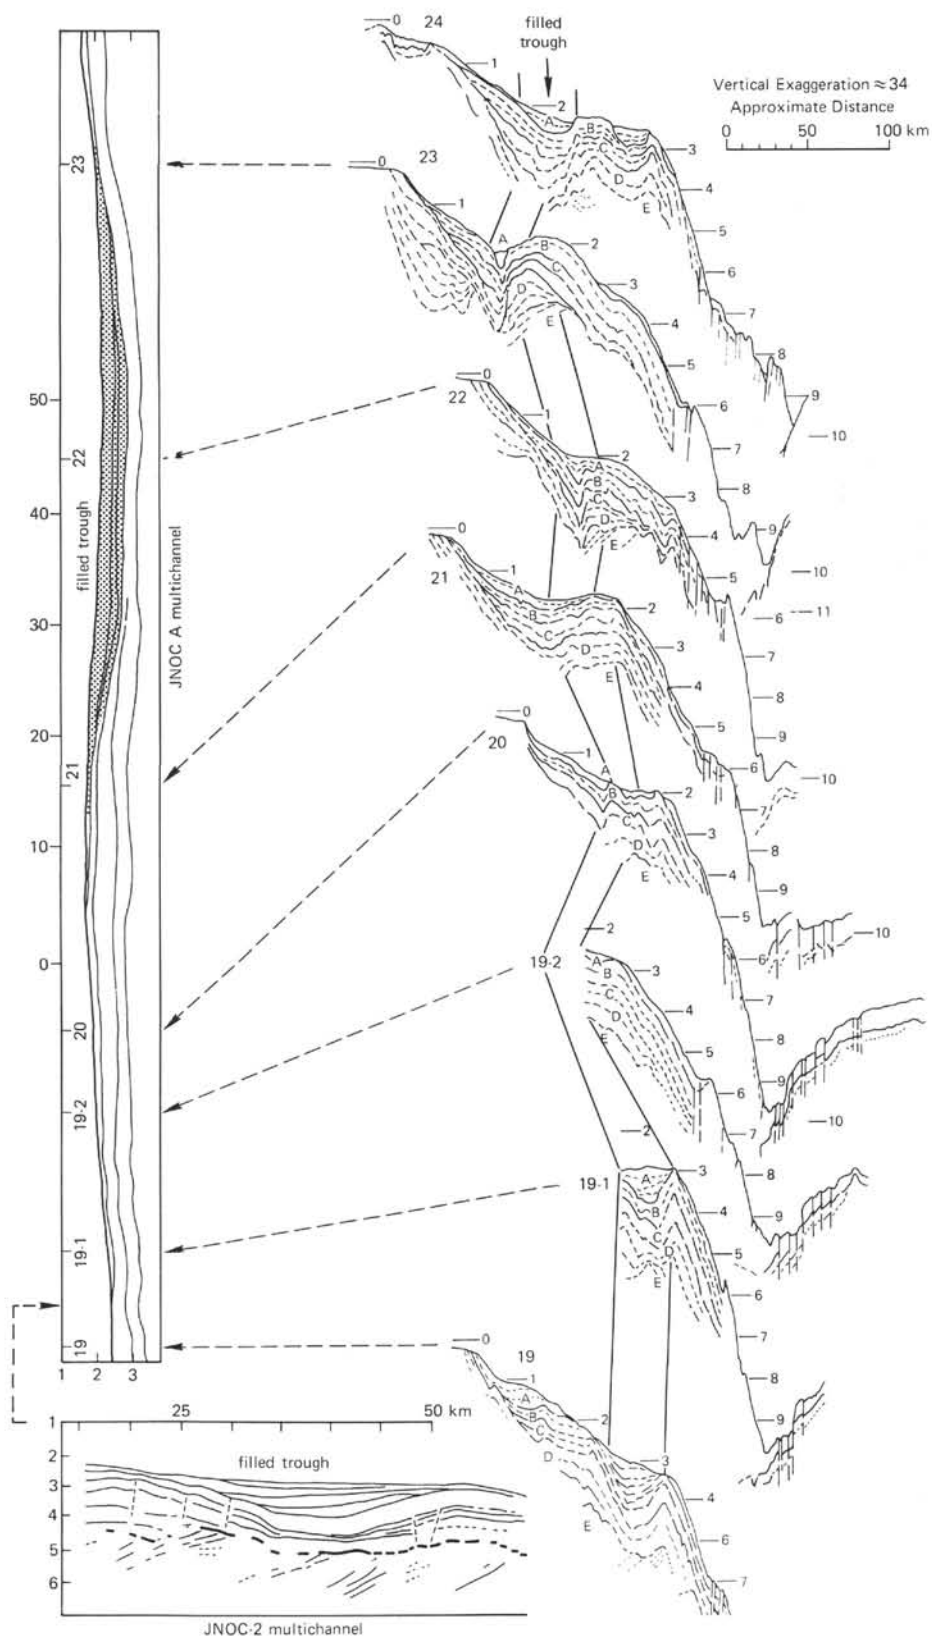 0
24
filled
trough
1
2
A
B
D
E
3
4
5
6
7
8
9
10
Vertical Exaggeration ≈ 34
Approximate Distance
0 50 100 km
0
23
1
A
B
C
D
E
2
3
4
5
6
7
8
9
10
11
0
22
1
2
A
B
C
D
E
3
4
5
6
7
8
9
10
0
21
1
A
B
C
D
E
2
3
4
5
6
7
8
9
10
0
20
1
A
B
C
D
E
2
3
4
5
6
7
8
9
10
2
19-2
A
B
C
D
E
3
4
5
6
7
8
9
2
19-1
A
B
C
D
E
3
4
5
6
7
8
9
0
19
1
A
B
C
D
E
2
3
4
6
7
23
50
22
40
filled trough
JNOC A multichannel
30
20
21
10
0
20
19-2
19-1
19
1 2 3
25 50 km
1
2
3
4
5
6
filled trough
JNOC-2 multichannel